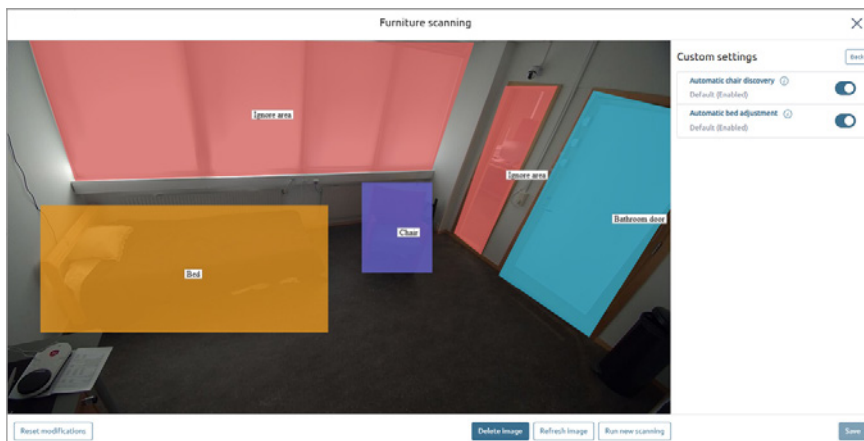 Furniture scanning
Custom settings
Automatic chair discovery
Default (Enabled)
Automatic bed adjustment
Default (Enabled)
Ignore area
Ignore area
Bathroom door
Chair
Bed
Reset modifications
Delete image
Refresh image
Run new scanning
Save